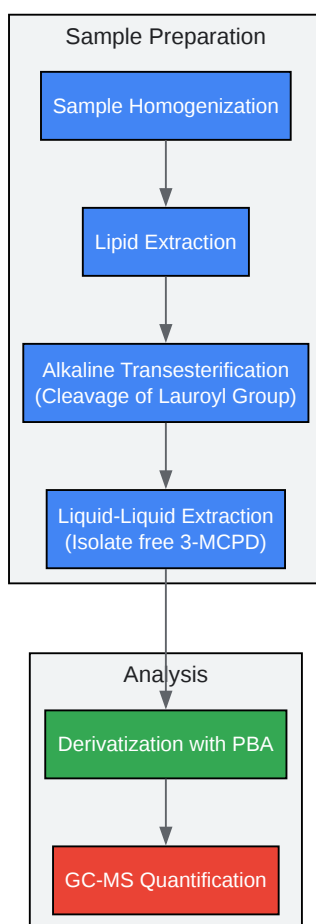 Sample Preparation
Sample Homogenization
Lipid Extraction
Alkaline Transesterification
(Cleavage of Lauroyl Group)
Liquid-Liquid Extraction
(Isolate free 3-MCPD)
Analysis
Derivatization with PBA
GC-MS Quantification